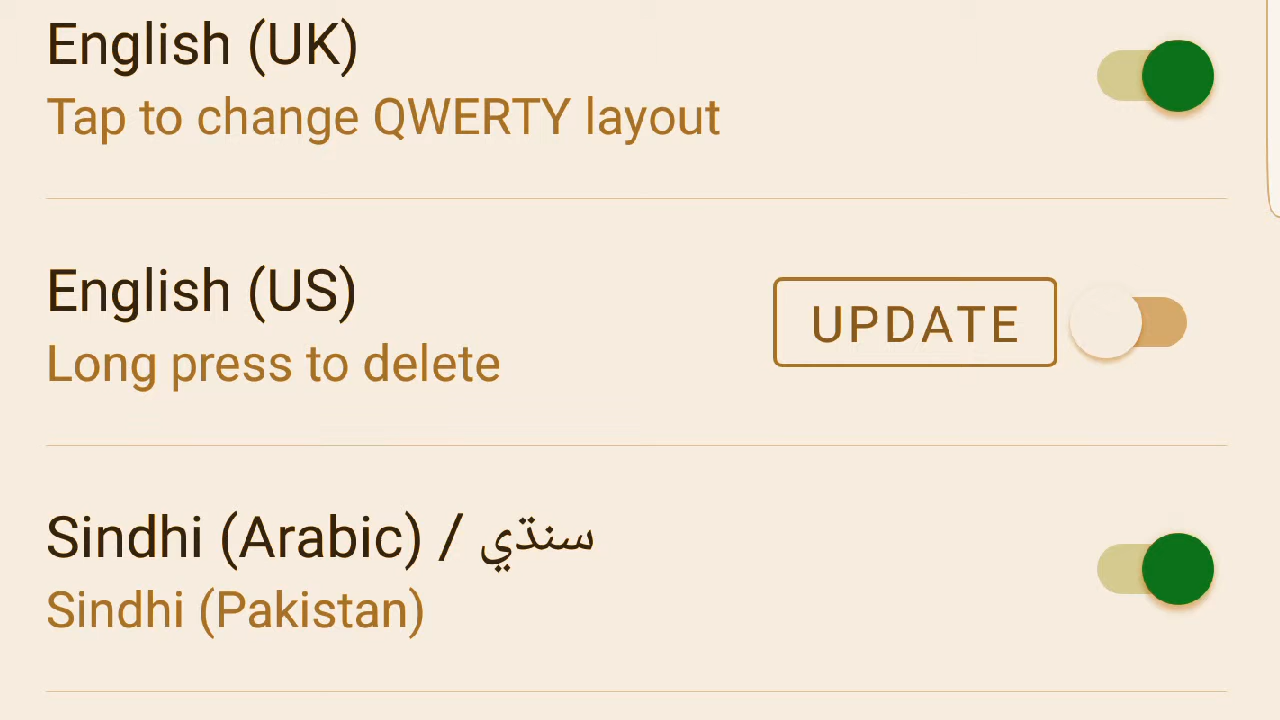 English (UK)
Tap to change QWERTY layout
English (US)
UPDATE
Long press to delete
Sindhi (Arabic) / سنڌي
Sindhi (Pakistan)